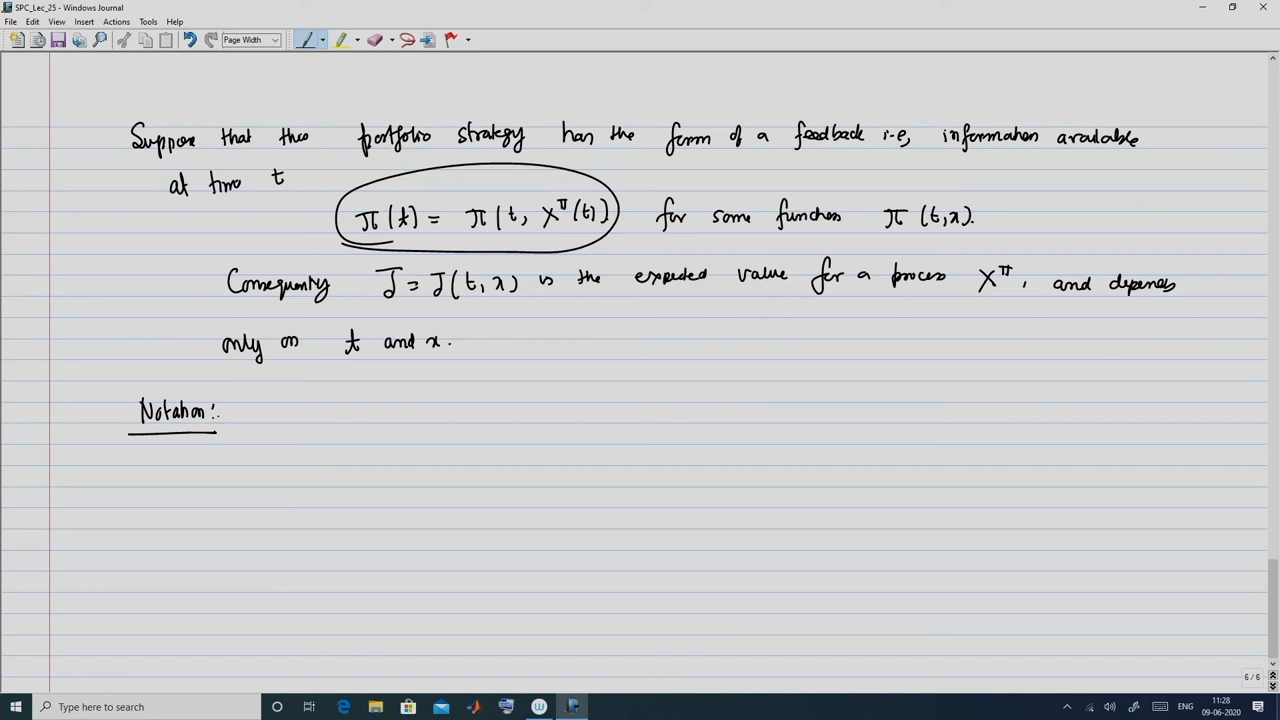 SPC_Lec_25 - Windows Journal
File Edit View Insert Actions Tools Help
Page Width
Suppose that the portfolio strategy has the form of a feedback i.e, information available
at time t
π(t) = π(t, X^π(t)) for some function π(t,x).
Consequently J = J(t,x) is the expected value for a process X^π, and depends
only on t and x.
Notation:
6 / 6
Type here to search
ENG
11:28
09-06-2020